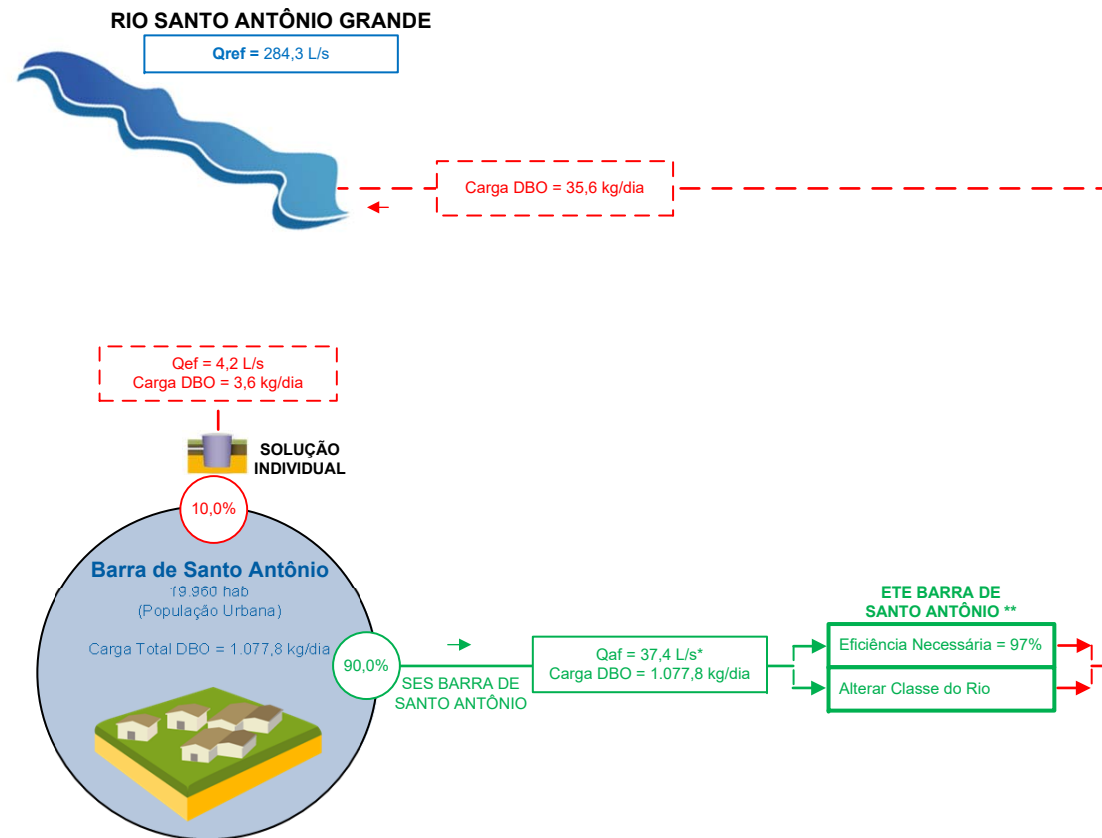 RIO SANTO ANTÔNIO GRANDE
Qref = 284,3 L/s
Carga DBO = 35,6 kg/dia
Qef = 4,2 L/s
Carga DBO = 3,6 kg/dia
SOLUÇÃO
INDIVIDUAL
10,0%
Barra de Santo Antônio
19.960 hab
(População Urbana)
Carga Total DBO = 1.077,8 kg/dia
90,0%
SES BARRA DE
SANTO ANTÔNIO
Qaf = 37,4 L/s*
Carga DBO = 1.077,8 kg/dia
ETE BARRA DE
SANTO ANTÔNIO **
Eficiência Necessária = 97%
Alterar Classe do Rio